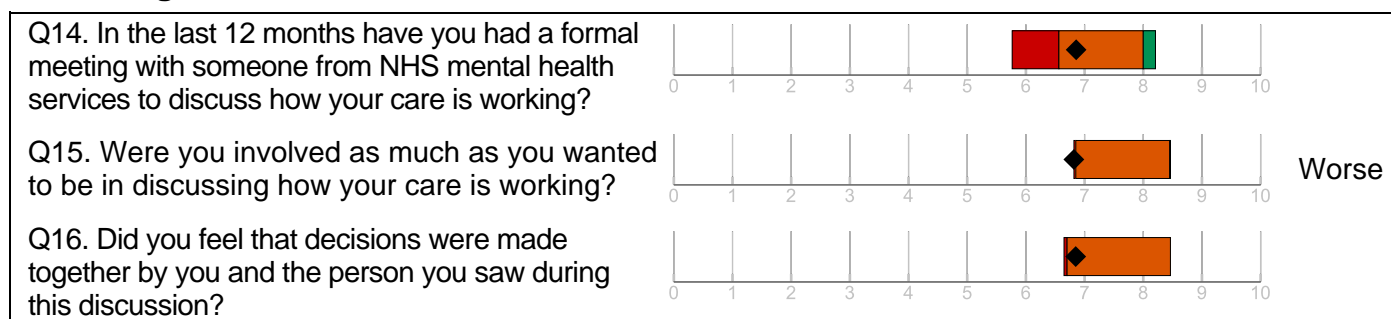 Q14. In the last 12 months have you had a formal
meeting with someone from NHS mental health
services to discuss how your care is working?
0 1 2 3 4 5 6 7 8 9 10
Q15. Were you involved as much as you wanted
to be in discussing how your care is working?
0 1 2 3 4 5 6 7 8 9 10
Worse
Q16. Did you feel that decisions were made
together by you and the person you saw during
this discussion?
0 1 2 3 4 5 6 7 8 9 10